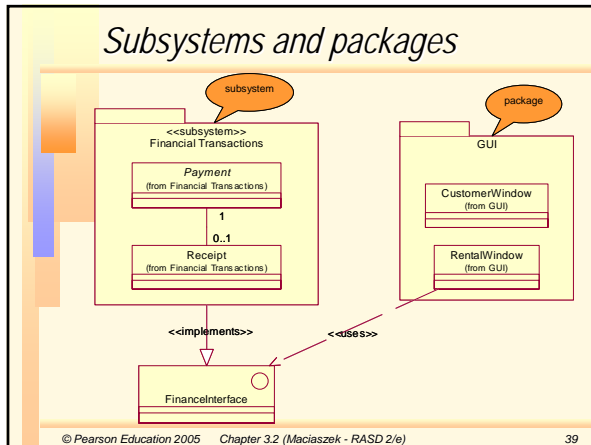 Subsystems and packages
subsystem
<<subsystem>>
Financial Transactions
Payment
(from Financial Transactions)
1
0..1
Receipt
(from Financial Transactions)
package
GUI
CustomerWindow
(from GUI)
RentalWindow
(from GUI)
<<implements>>
<<uses>>
FinanceInterface
© Pearson Education 2005 Chapter 3.2 (Maciaszek - RASD 2/e) 39